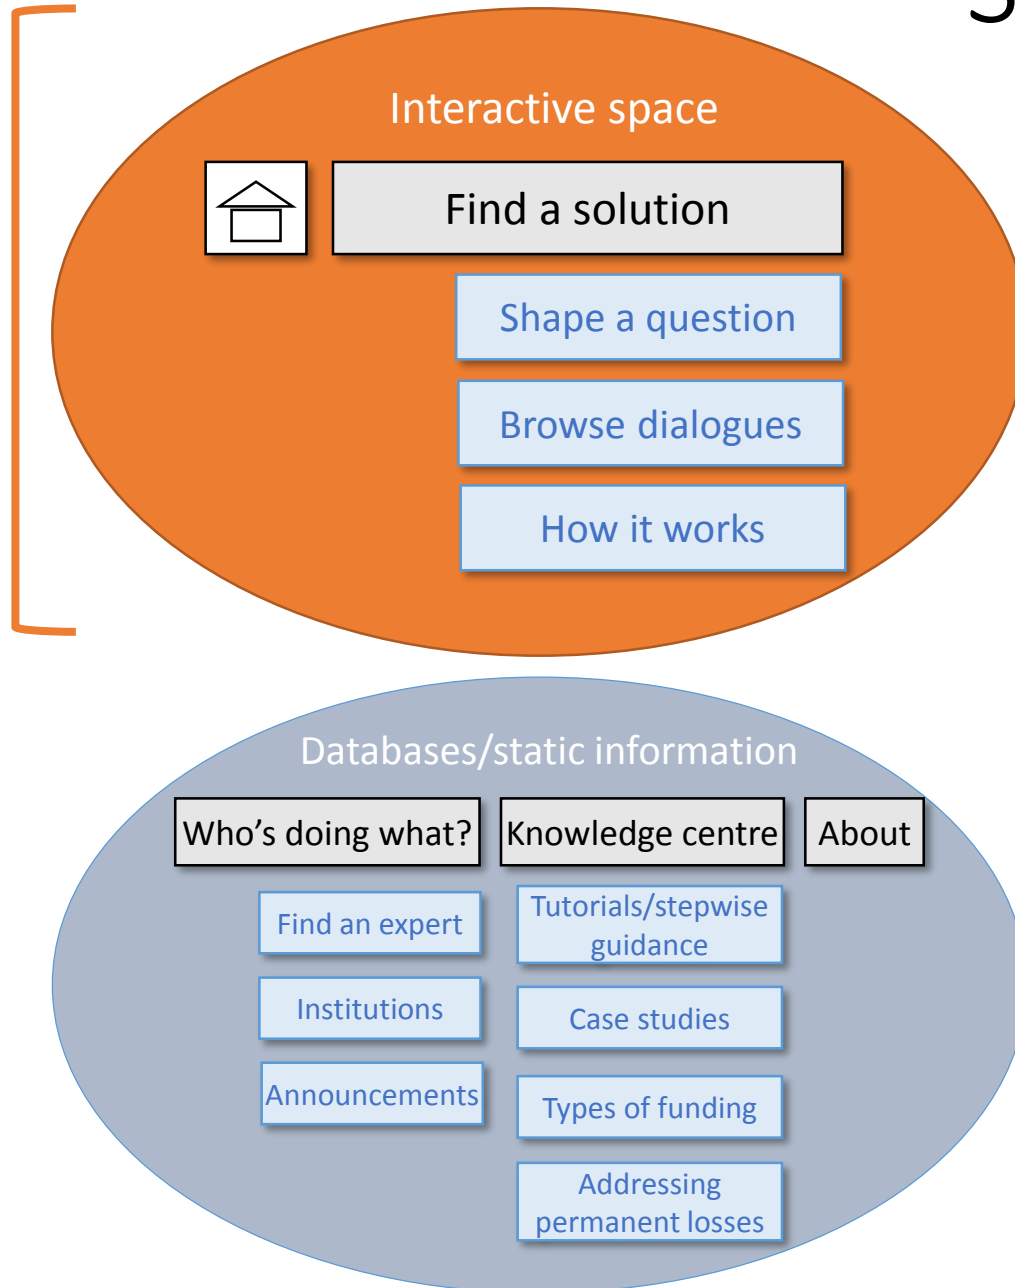 Interactive space
Find a solution
Shape a question
Browse dialogues
How it works
Databases/static information
Who's doing what?
Knowledge centre
About
Find an expert
Institutions
Announcements
Tutorials/stepwise
guidance
Case studies
Types of funding
Addressing
permanent losses